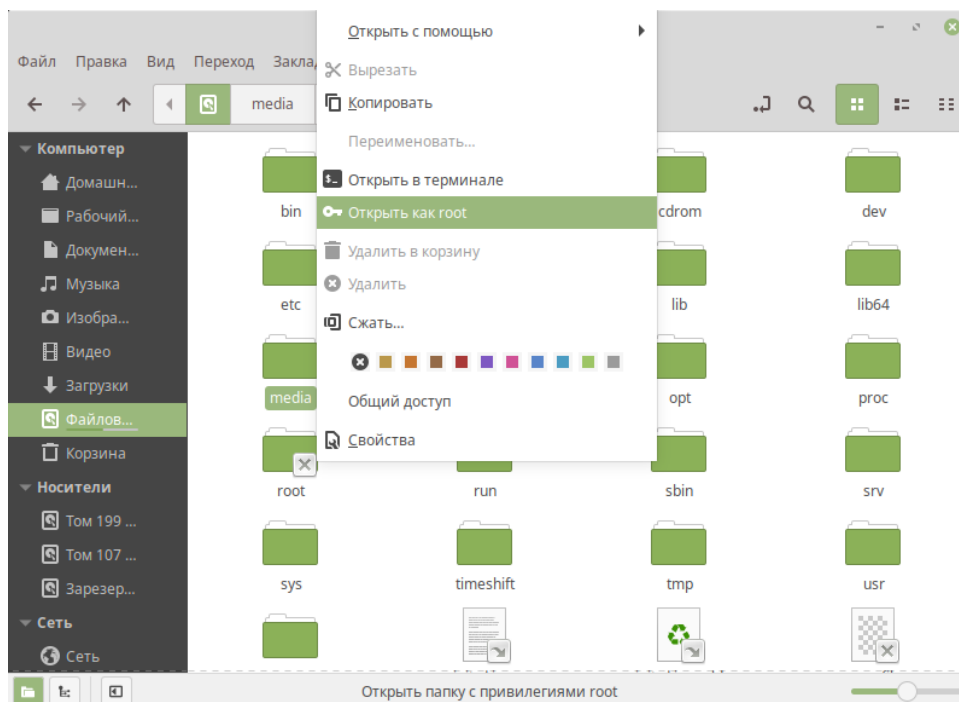 Файл Правка Вид Переход Закла
media
Компьютер
Домашн...
Рабочий...
Докумен...
Музыка
Изобра...
Видео
Загрузки
Файлов...
Корзина
Носители
Том 199 ...
Том 107 ...
Зарезер...
Сеть
Сеть
Открыть с помощью
Вырезать
Копировать
Переименовать...
Открыть в терминале
Открыть как root
Удалить в корзину
Удалить
Сжать...
Общий доступ
Свойства
bin cdrom dev
etc lib lib64
media opt proc
root run sbin srv
sys timeshift tmp usr
Открыть папку с привилегиями root